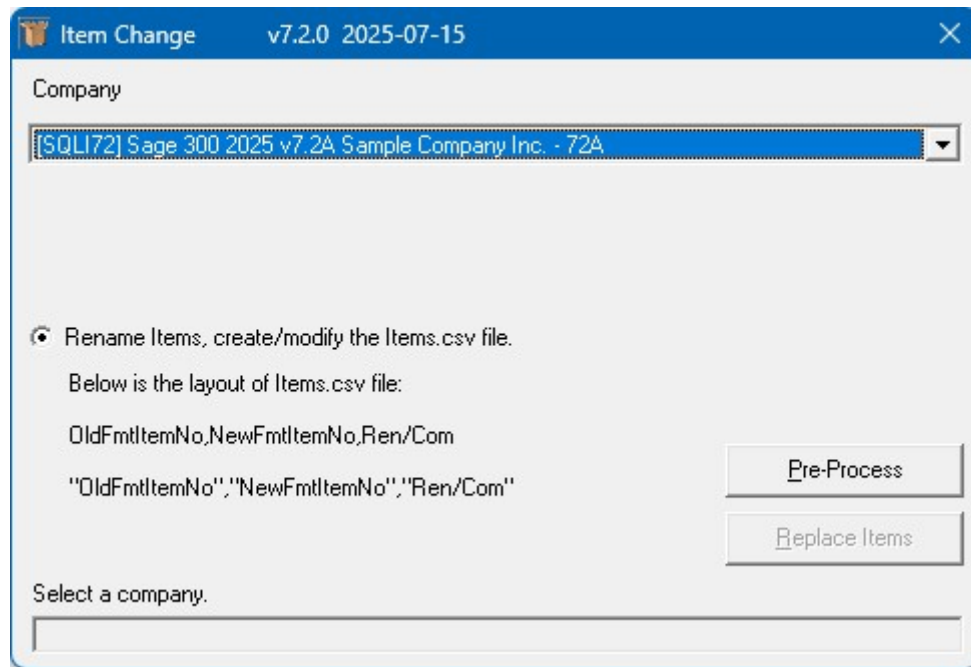 Item Change v7.2.0 2025-07-15
Company
[SQLI72] Sage 300 2025 v7.2A Sample Company Inc. - 72A
Rename Items, create/modify the Items.csv file.
Below is the layout of Items.csv file:
OldFmtItemNo,NewFmtItemNo,Ren/Com
"OldFmtItemNo","NewFmtItemNo","Ren/Com"
Pre-Process
Replace Items
Select a company.